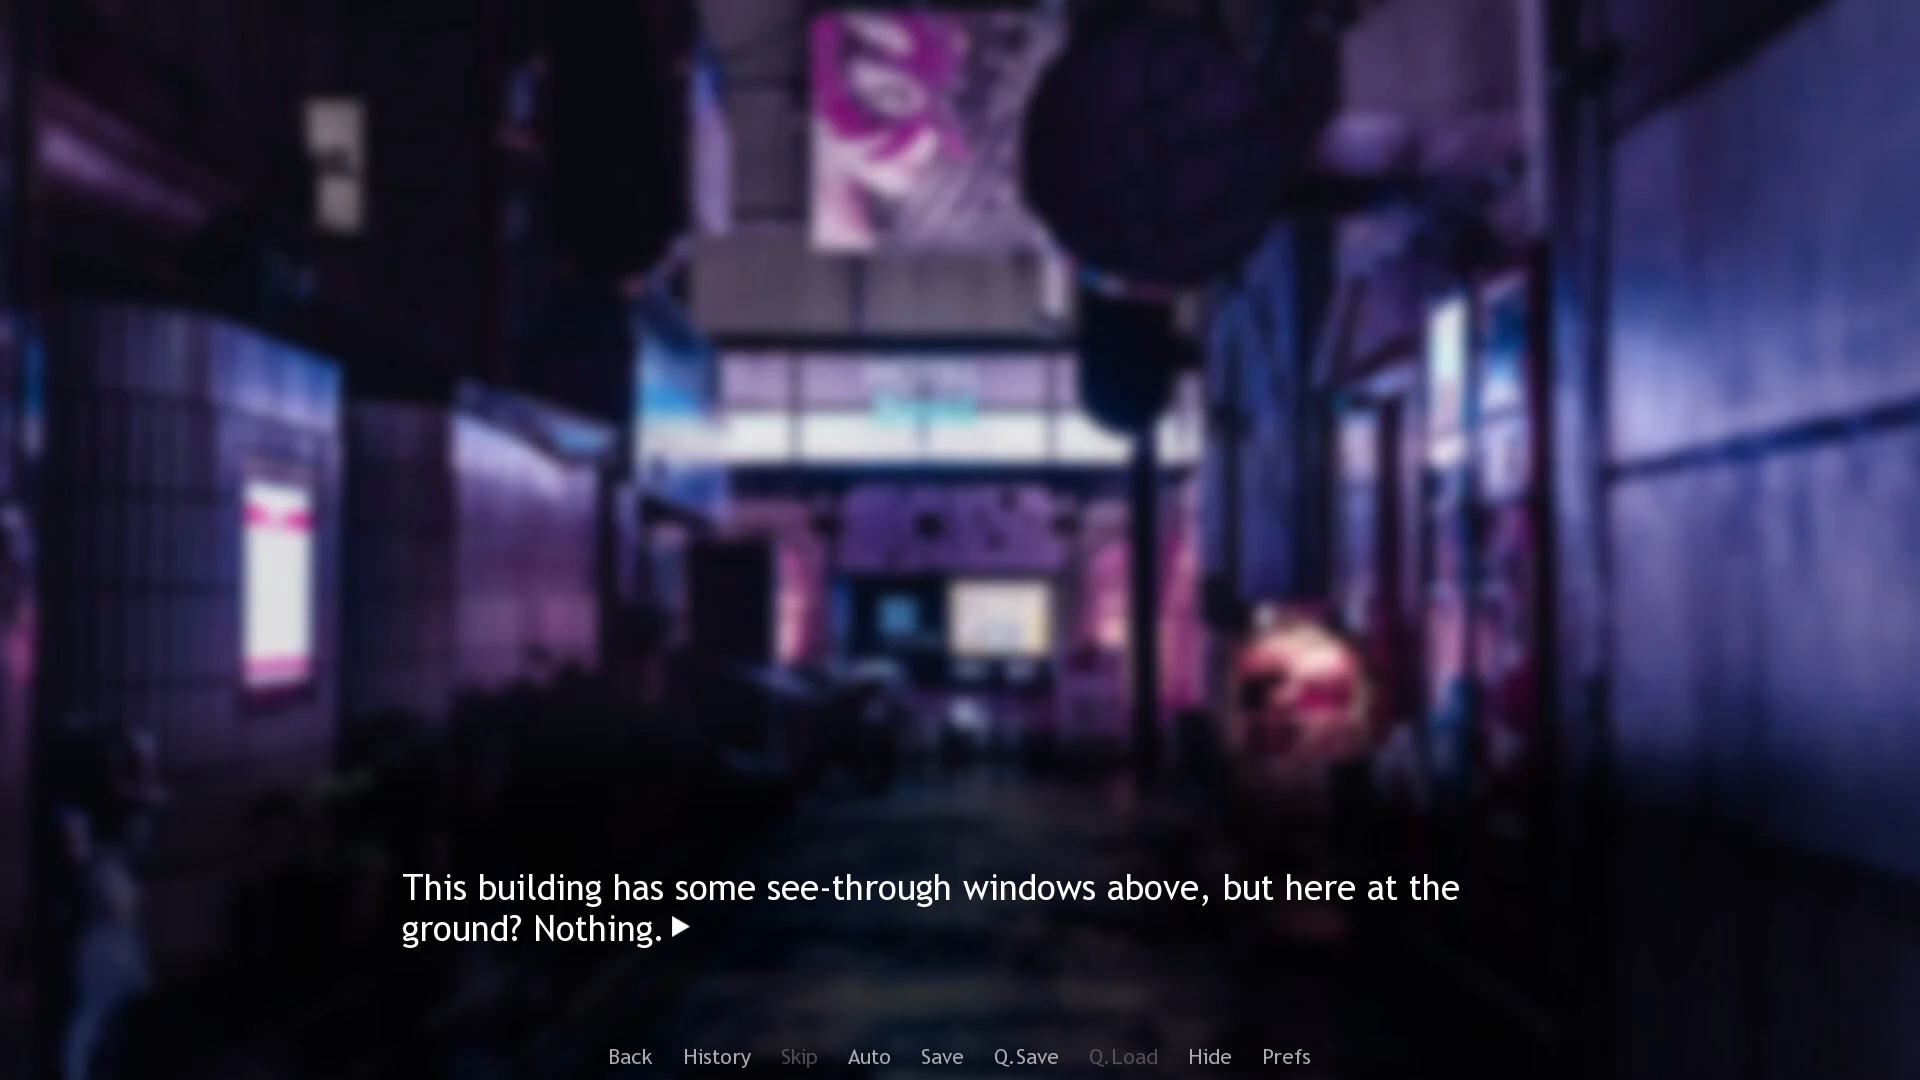 This building has some see-through windows above, but here at the
ground? Nothing.
Back History Skip Auto Save Q.Save Q.Load Hide Prefs